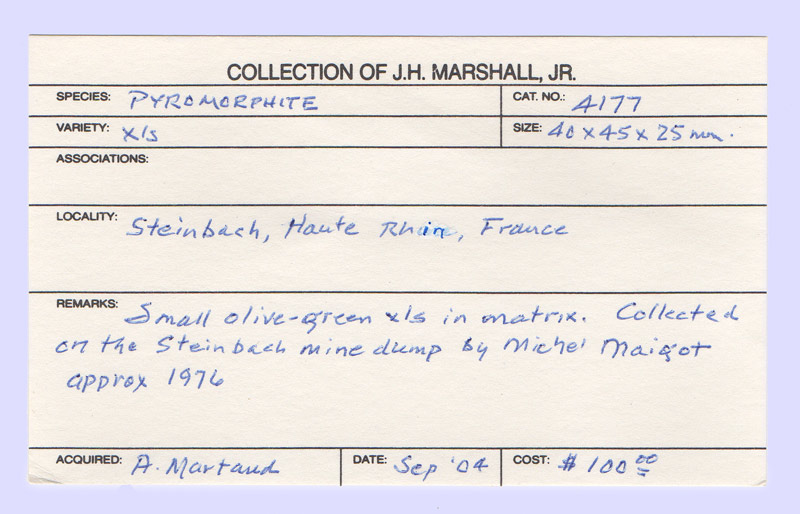 COLLECTION OF J.H. MARSHALL, JR.
SPECIES: PYROMORPHITE CAT. NO.: 4177
VARIETY: xls SIZE: 40 x 45 x 25 mm.
ASSOCIATIONS:
LOCALITY: Steinbach, Haute Rhin, France
REMARKS: Small olive-green xls in matrix. Collected
on the Steinbach mine dump by Michel Maigot
approx 1976
ACQUIRED: A. Martaud DATE: Sep '04 COST: $ 100 00